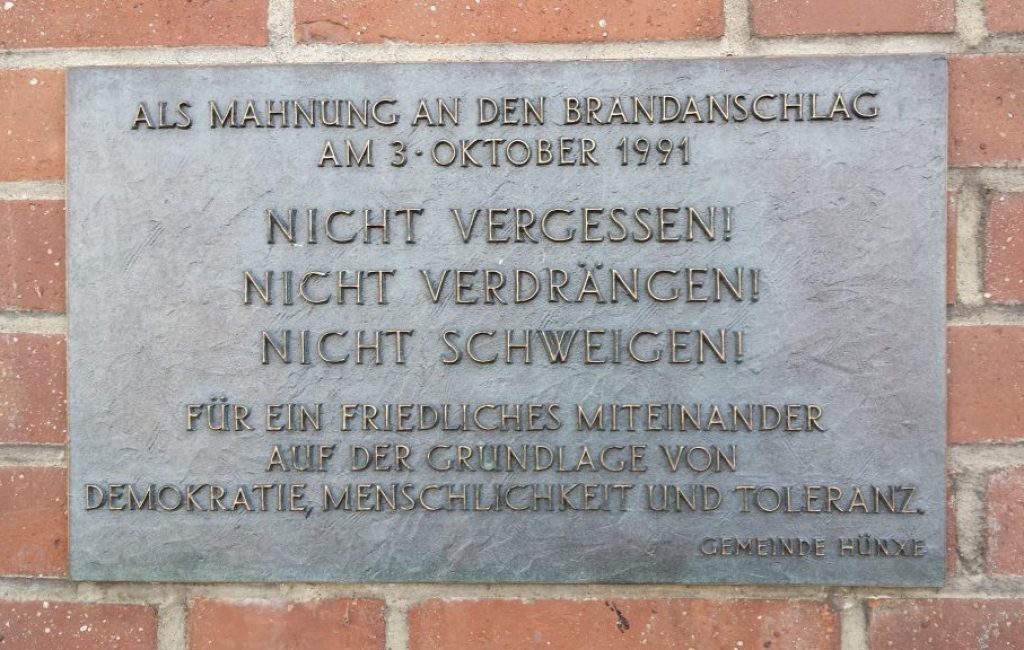 ALS MAHNUNG AN DEN BRANDANSCHLAG
AM 3. OKTOBER 1991
NICHT VERGESSEN!
NICHT VERDRÄNGEN!
NICHT SCHWEIGEN!
FÜR EIN FRIEDLICHES MITEINANDER
AUF DER GRUNDLAGE VON
DEMOKRATIE, MENSCHLICHKEIT UND TOLERANZ.
GEMEINDE HÜNXE